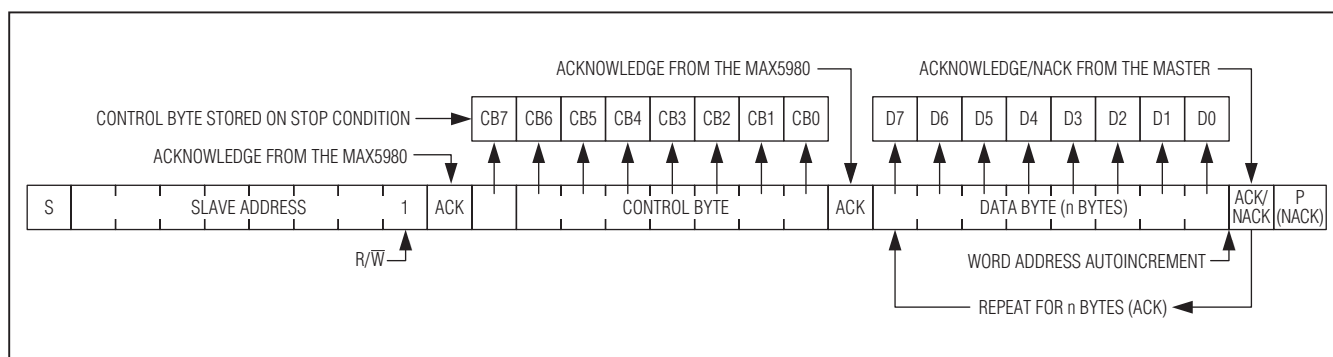 ACKNOWLEDGE FROM THE MAX5980
ACKNOWLEDGE/NACK FROM THE MASTER
CONTROL BYTE STORED ON STOP CONDITION
CB7 CB6 CB5 CB4 CB3 CB2 CB1 CB0
D7 D6 D5 D4 D3 D2 D1 D0
ACKNOWLEDGE FROM THE MAX5980
S SLAVE ADDRESS 1 ACK CONTROL BYTE ACK DATA BYTE (n BYTES) ACK/
NACK P
(NACK)
R/W̅
WORD ADDRESS AUTOINCREMENT
REPEAT FOR n BYTES (ACK)